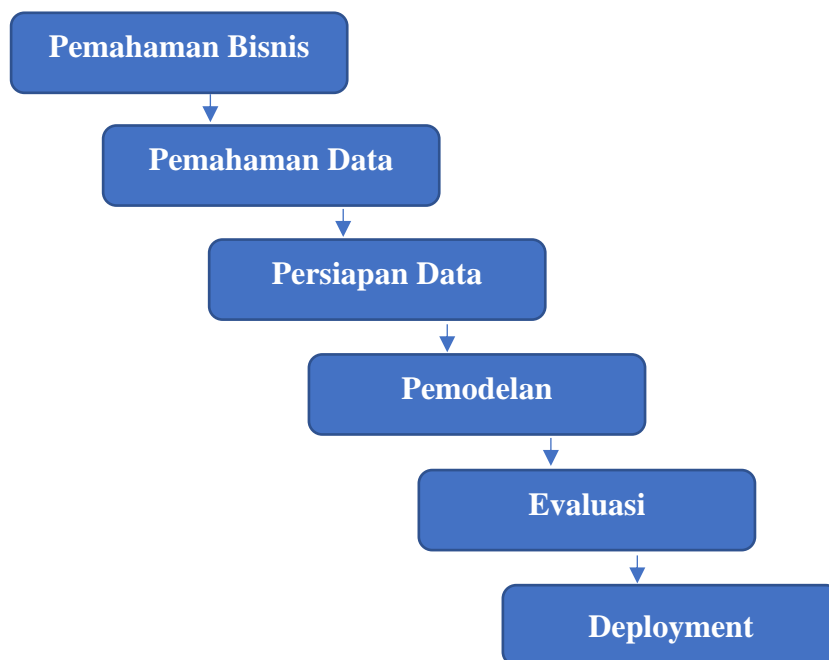 Pemahaman Bisnis
Pemahaman Data
Persiapan Data
Pemodelan
Evaluasi
Deployment